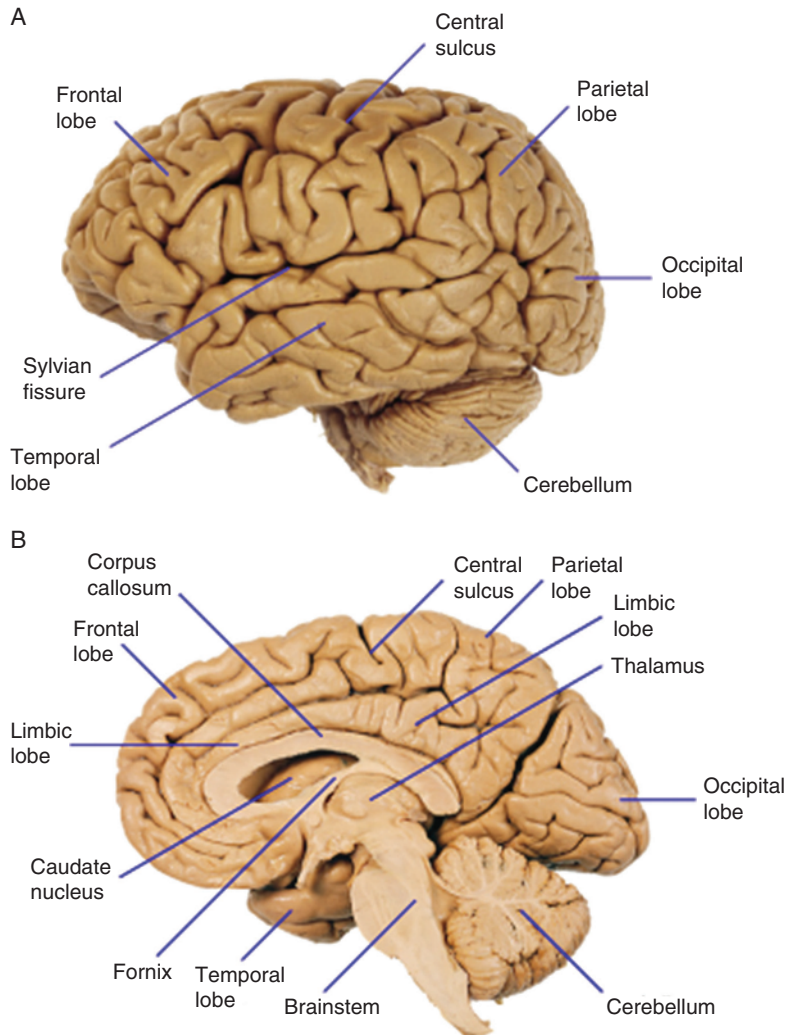 A
Central
sulcus
Frontal
lobe
Parietal
lobe
Occipital
lobe
Sylvian
fissure
Temporal
lobe
Cerebellum
B
Corpus
callosum
Central
sulcus
Parietal
lobe
Limbic
lobe
Frontal
lobe
Thalamus
Limbic
lobe
Occipital
lobe
Caudate
nucleus
Fornix
Temporal
lobe
Brainstem
Cerebellum